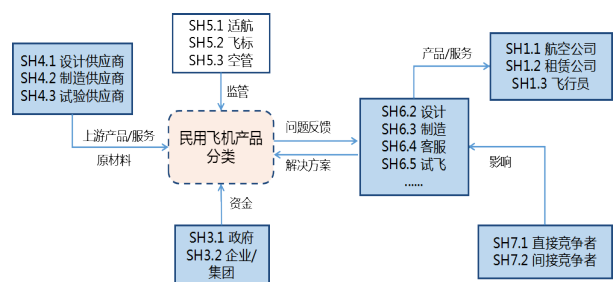 SH5.1 适航
SH5.2 飞标
SH5.3 空管
SH4.1 设计供应商
SH4.2 制造供应商
SH4.3 试验供应商
产品/服务
SH1.1 航空公司
SH1.2 租赁公司
SH1.3 飞行员
监管
上游产品/服务
原材料
民用飞机产品
分类
问题反馈
解决方案
SH6.2 设计
SH6.3 制造
SH6.4 客服
SH6.5 试飞
......
影响
资金
SH3.1 政府
SH3.2 企业/
集团
SH7.1 直接竞争者
SH7.2 间接竞争者